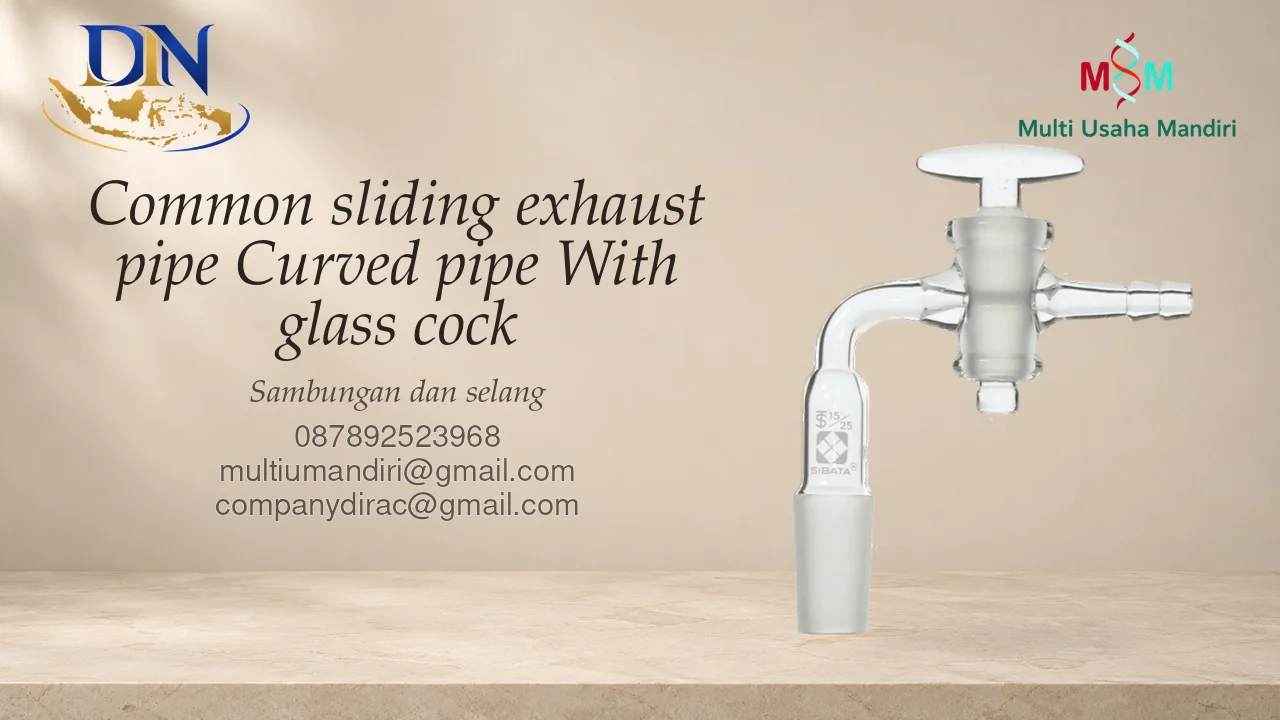 DN
M M
Multi Usaha Mandiri
Common sliding exhaust
pipe Curved pipe With
glass cock
Sambungan dan selang
087892523968
multiumandiri@gmail.com
companydirac@gmail.com
TS 15/25
SIBATA®